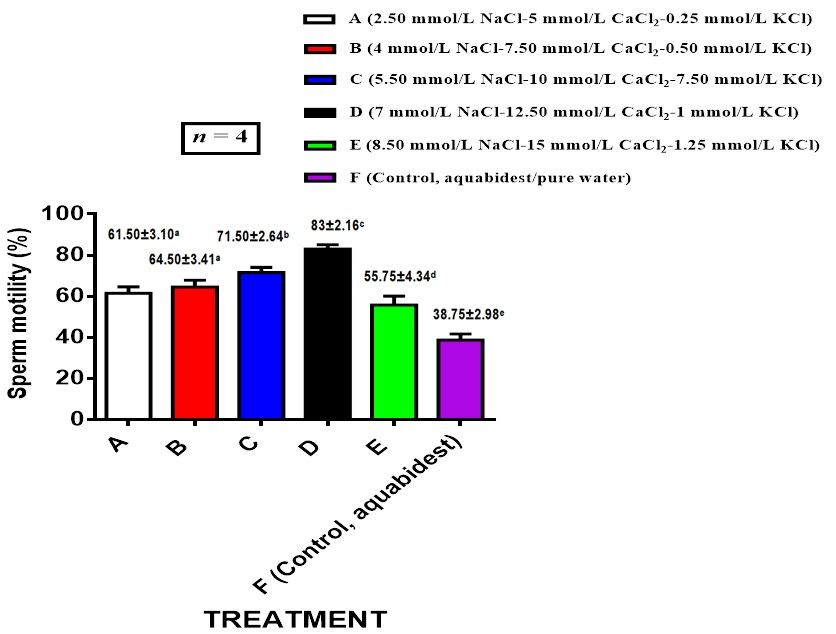 A (2.50 mmol/L NaCl-5 mmol/L CaCl₂-0.25 mmol/L KCl)
B (4 mmol/L NaCl-7.50 mmol/L CaCl₂-0.50 mmol/L KCl)
C (5.50 mmol/L NaCl-10 mmol/L CaCl₂-7.50 mmol/L KCl)
D (7 mmol/L NaCl-12.50 mmol/L CaCl₂-1 mmol/L KCl)
E (8.50 mmol/L NaCl-15 mmol/L CaCl₂-1.25 mmol/L KCl)
F (Control, aquabidest/pure water)
n = 4
Sperm motility (%)
100
80
60
40
20
0
61.50±3.10ᵃ
64.50±3.41ᵃ
71.50±2.64ᵇ
83±2.16ᶜ
55.75±4.34ᵈ
38.75±2.98ᵉ
A
B
C
D
E
F (Control, aquabidest)
TREATMENT